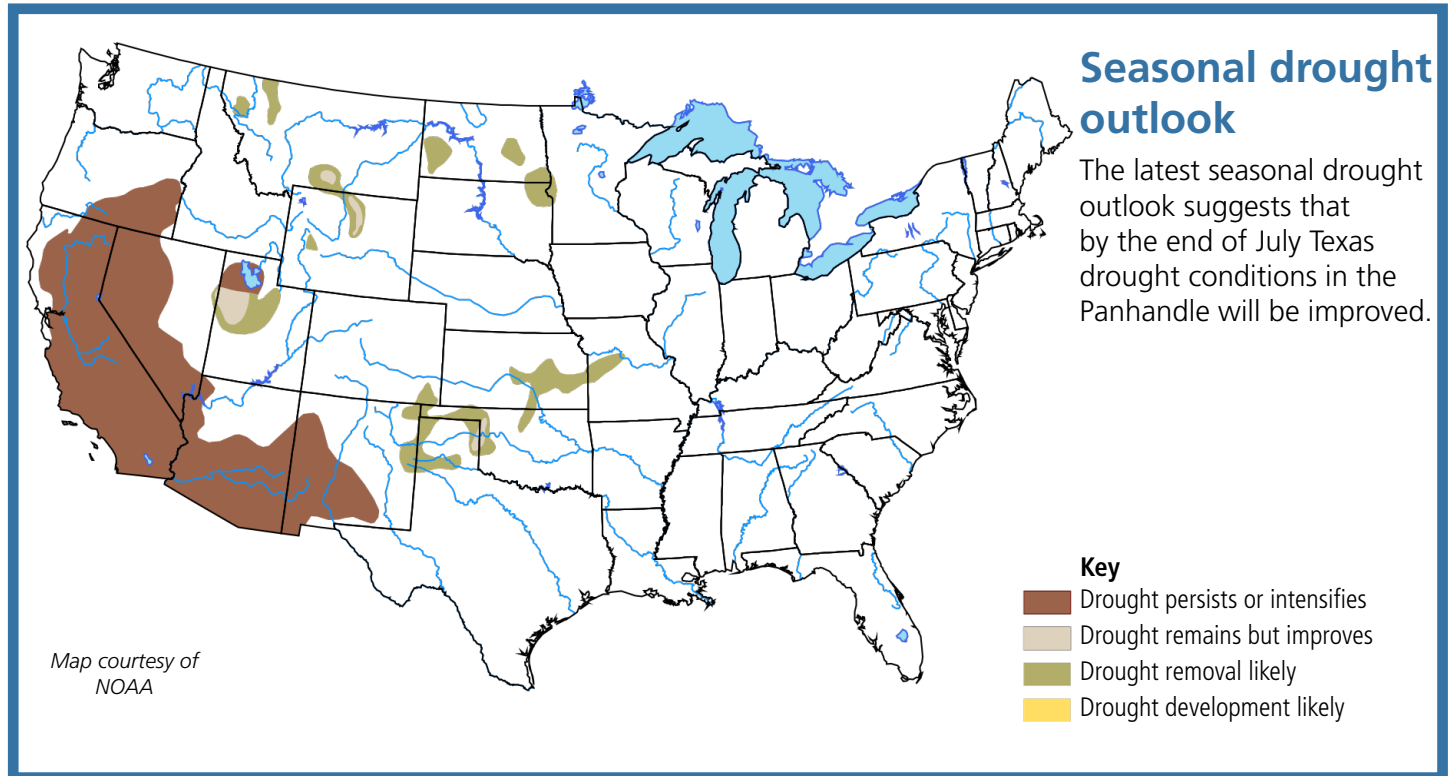 Seasonal drought
outlook
The latest seasonal drought
outlook suggests that
by the end of July Texas
drought conditions in the
Panhandle will be improved.
Key
Drought persists or intensifies
Drought remains but improves
Drought removal likely
Drought development likely
Map courtesy of
NOAA